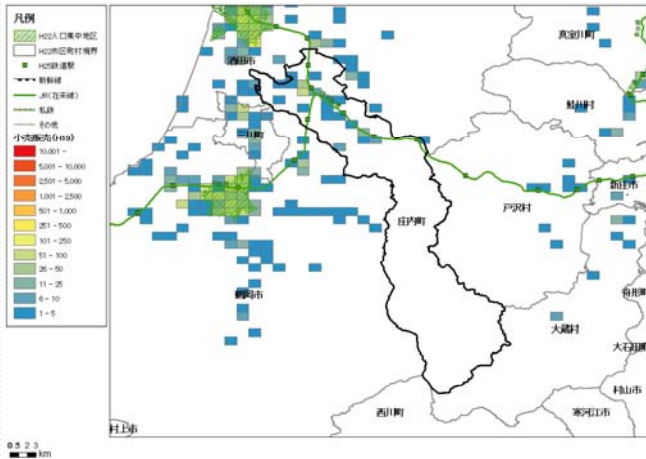 凡例
H22人口集中地区
H22市区町村境界
H25鉄道駅
新幹線
JR(在来線)
私鉄
その他
小売販売(H19)
10,001 -
5,001 - 10,000
2,501 - 5,000
1,001 - 2,500
501 - 1,000
251 - 500
101 - 250
51 - 100
26 - 50
11 - 25
6 - 10
1 - 5
真室川町
酒田市
鮭川村
三川町
新庄市
戸沢村
庄内町
鶴岡市
舟形町
大蔵村
大石田町
村山市
西川町
寒河江市
村上市
km